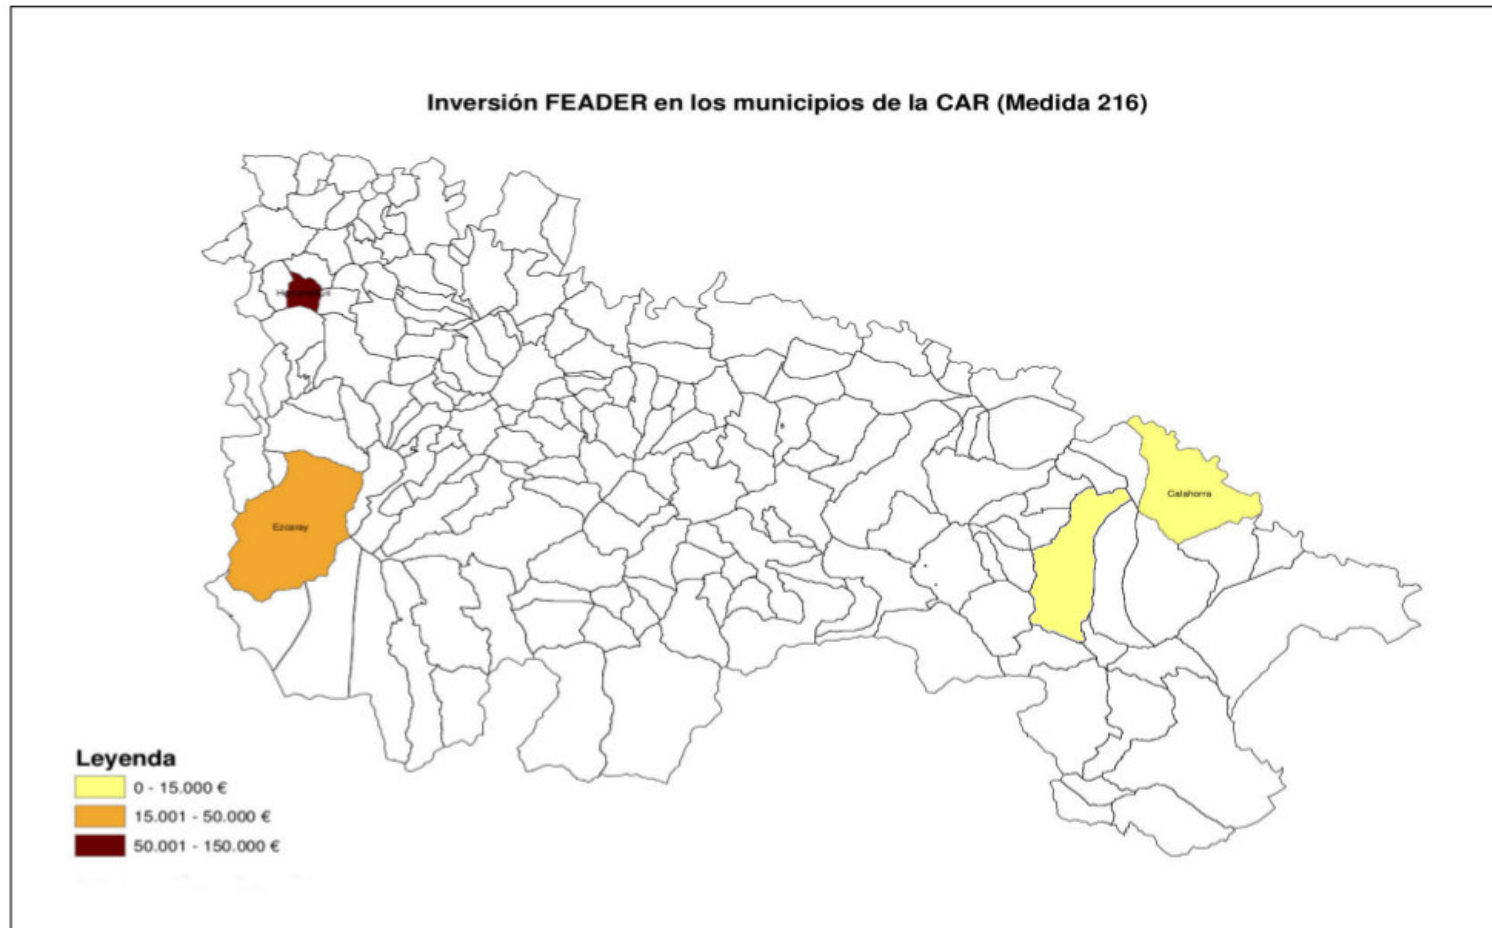 Inversión FEADER en los municipios de la CAR (Medida 216)
Calahorra
Ezcaray
Leyenda
0 - 15.000 €
15.001 - 50.000 €
50.001 - 150.000 €